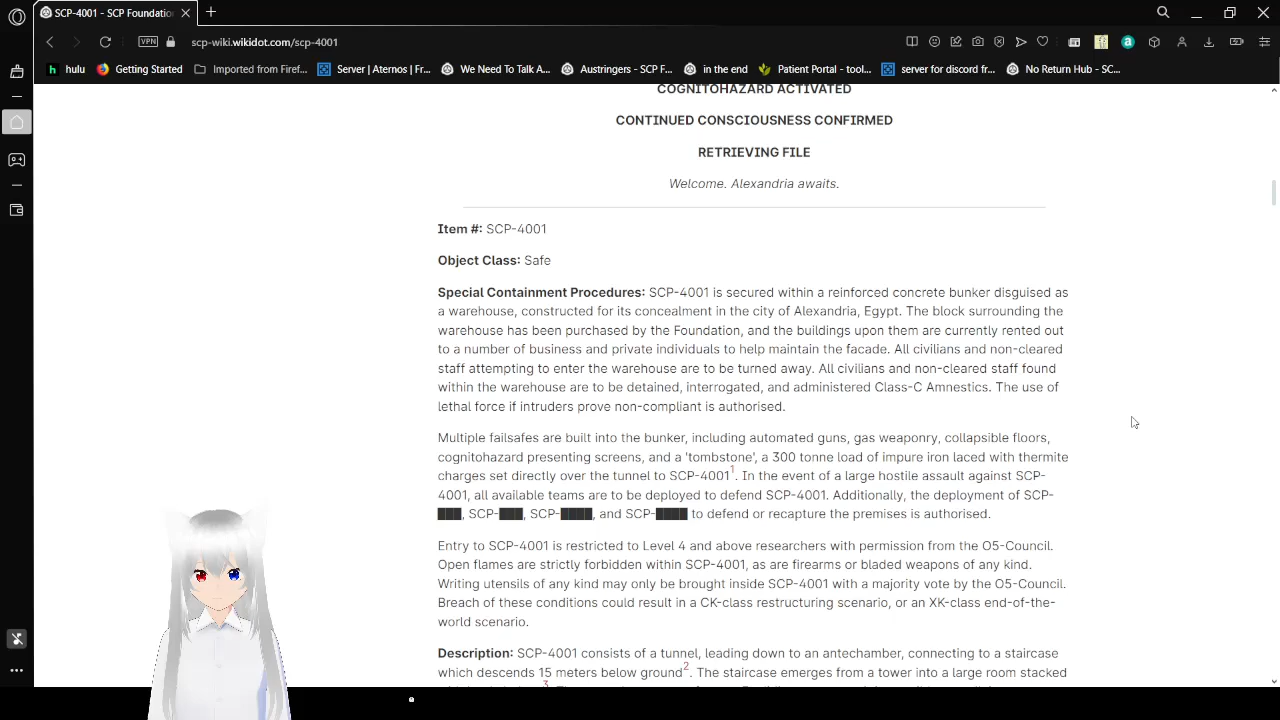 SCP-4001 - SCP Foundatio
scp-wiki.wikidot.com/scp-4001
VPN
hulu
Getting Started
Imported from Firef...
Server | Aternos | Fr...
We Need To Talk A...
Austringers - SCP F...
in the end
Patient Portal - tool...
server for discord fr...
No Return Hub - SC...
COGNITOHAZARD ACTIVATED
CONTINUED CONSCIOUSNESS CONFIRMED
RETRIEVING FILE
Welcome. Alexandria awaits.
Item #: SCP-4001
Object Class: Safe
Special Containment Procedures: SCP-4001 is secured within a reinforced concrete bunker disguised as
a warehouse, constructed for its concealment in the city of Alexandria, Egypt. The block surrounding the
warehouse has been purchased by the Foundation, and the buildings upon them are currently rented out
to a number of business and private individuals to help maintain the facade. All civilians and non-cleared
staff attempting to enter the warehouse are to be turned away. All civilians and non-cleared staff found
within the warehouse are to be detained, interrogated, and administered Class-C Amnestics. The use of
lethal force if intruders prove non-compliant is authorised.
Multiple failsafes are built into the bunker, including automated guns, gas weaponry, collapsible floors,
cognitohazard presenting screens, and a 'tombstone', a 300 tonne load of impure iron laced with thermite
charges set directly over the tunnel to SCP-4001¹. In the event of a large hostile assault against SCP-
4001, all available teams are to be deployed to defend SCP-4001. Additionally, the deployment of SCP-
███, SCP-███, SCP-████, and SCP-████ to defend or recapture the premises is authorised.
Entry to SCP-4001 is restricted to Level 4 and above researchers with permission from the O5-Council.
Open flames are strictly forbidden within SCP-4001, as are firearms or bladed weapons of any kind.
Writing utensils of any kind may only be brought inside SCP-4001 with a majority vote by the O5-Council.
Breach of these conditions could result in a CK-class restructuring scenario, or an XK-class end-of-the-
world scenario.
Description: SCP-4001 consists of a tunnel, leading down to an antechamber, connecting to a staircase
which descends 15 meters below ground². The staircase emerges from a tower into a large room stacked